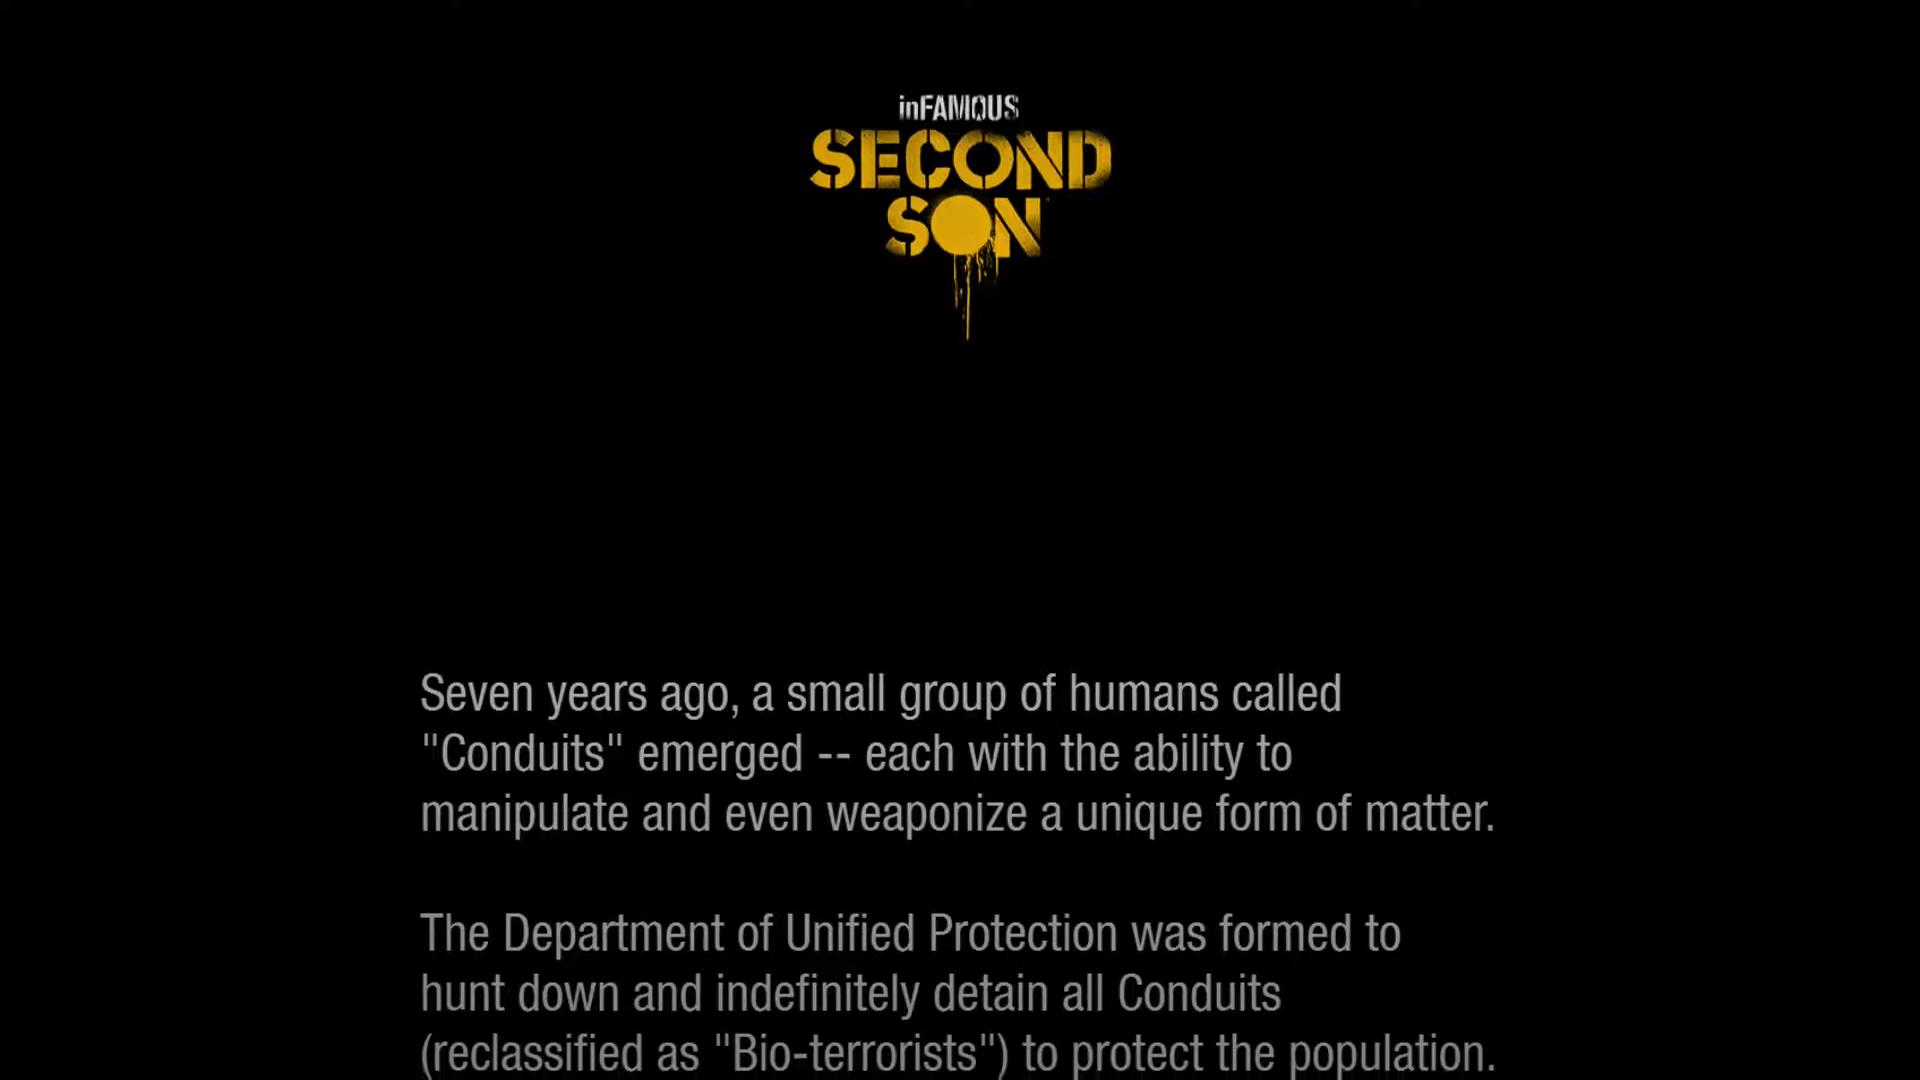 inFAMOUS
SECOND
SON
Seven years ago, a small group of humans called
"Conduits" emerged -- each with the ability to
manipulate and even weaponize a unique form of matter.
The Department of Unified Protection was formed to
hunt down and indefinitely detain all Conduits
(reclassified as "Bio-terrorists") to protect the population.